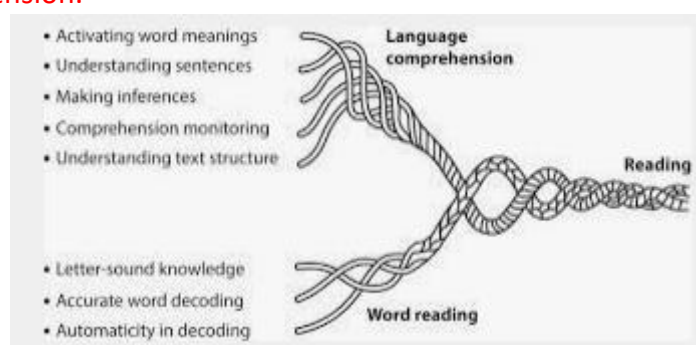 • Activating word meanings
• Understanding sentences
• Making inferences
• Comprehension monitoring
• Understanding text structure
Language
comprehension
Reading
• Letter-sound knowledge
• Accurate word decoding
• Automaticity in decoding
Word reading